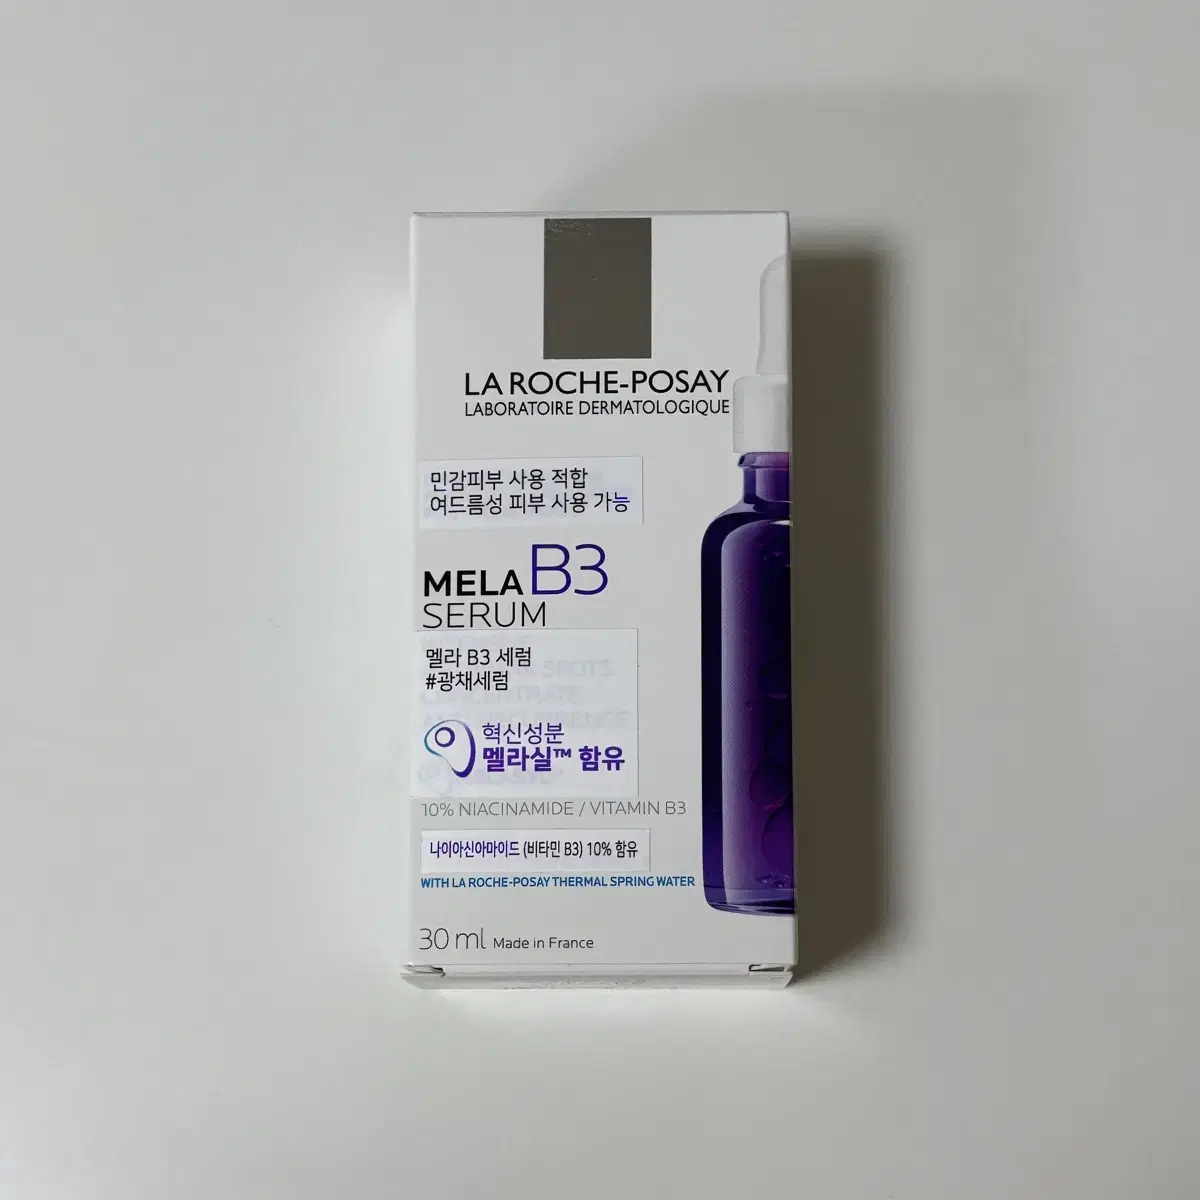 LA ROCHE-POSAY
LABORATOIRE DERMATOLOGIQUE
민감피부 사용 적합
여드름성 피부 사용 가능
MELA B3
SERUM
멜라 B3 세럼
#광채세럼
혁신성분
멜라실™ 함유
10% NIACINAMIDE / VITAMIN B3
나이아신아마이드 (비타민 B3) 10% 함유
WITH LA ROCHE-POSAY THERMAL SPRING WATER
30 ml Made in France